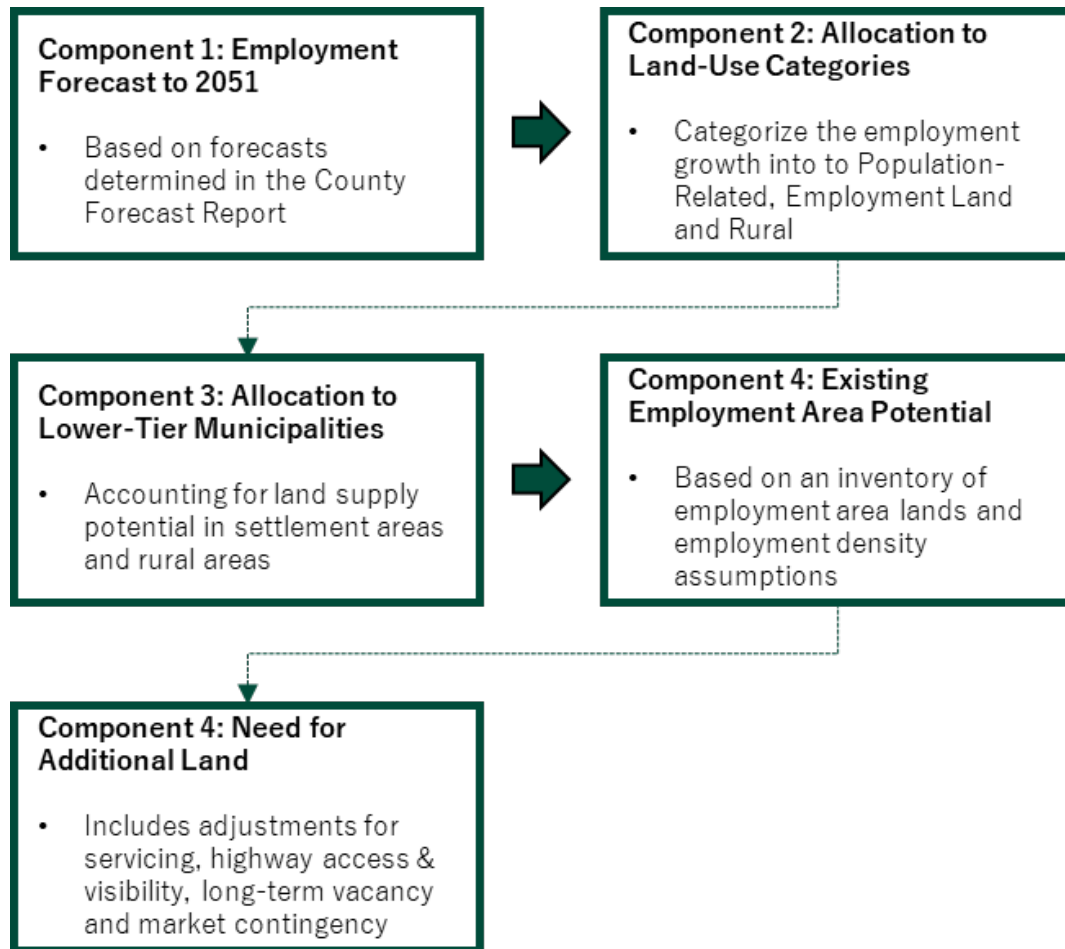 Component 1: Employment
Forecast to 2051
• Based on forecasts
determined in the County
Forecast Report
Component 2: Allocation to
Land-Use Categories
• Categorize the employment
growth into to Population-
Related, Employment Land
and Rural
Component 3: Allocation to
Lower-Tier Municipalities
• Accounting for land supply
potential in settlement areas
and rural areas
Component 4: Existing
Employment Area Potential
• Based on an inventory of
employment area lands and
employment density
assumptions
Component 4: Need for
Additional Land
• Includes adjustments for
servicing, highway access &
visibility, long-term vacancy
and market contingency